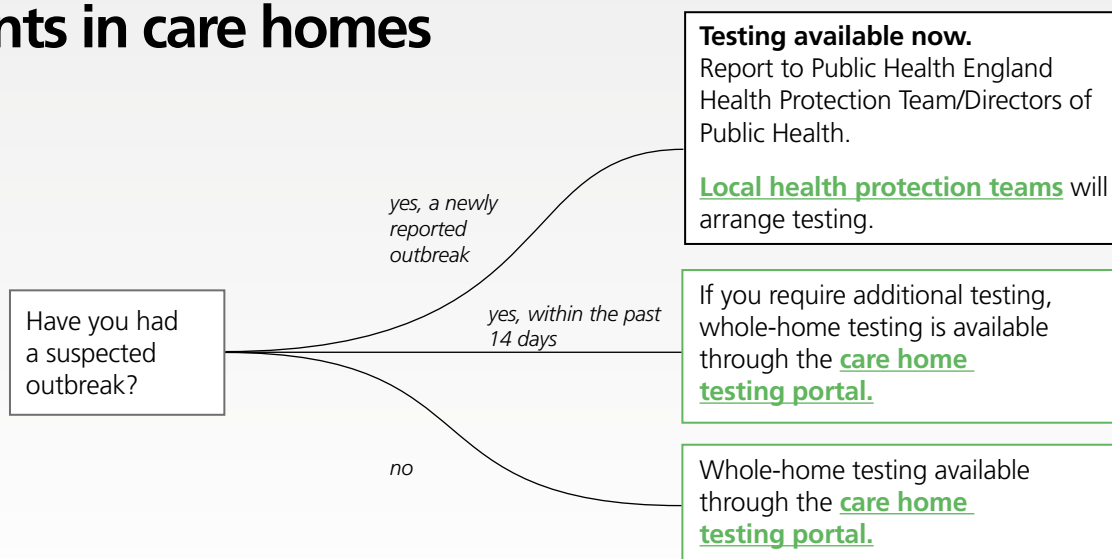 nts in care homes
Testing available now.
Report to Public Health England
Health Protection Team/Directors of
Public Health.
Local health protection teams will
arrange testing.
yes, a newly
reported
outbreak
Have you had
a suspected
outbreak?
yes, within the past
14 days
If you require additional testing,
whole-home testing is available
through the care home
testing portal.
no
Whole-home testing available
through the care home
testing portal.